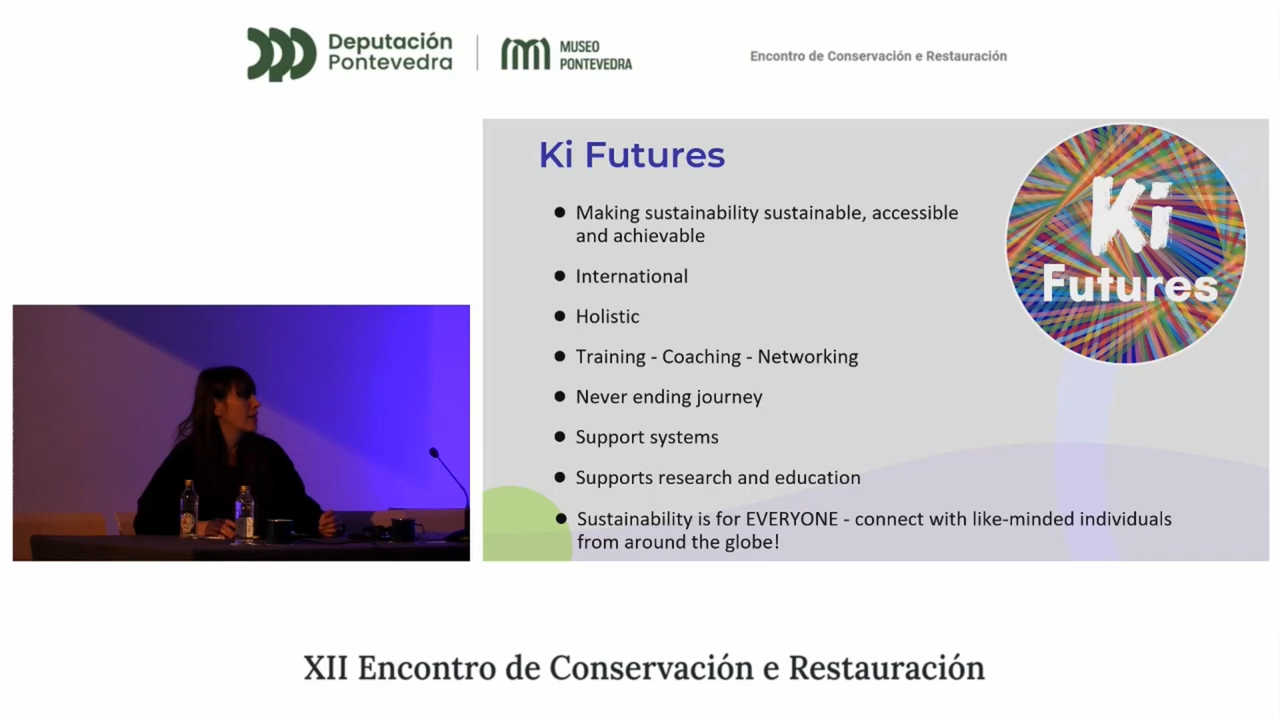 Deputación
Pontevedra
MUSEO
PONTEVEDRA
Encontro de Conservación e Restauración
Ki Futures
Ki
Futures
● Making sustainability sustainable, accessible
and achievable
● International
● Holistic
● Training - Coaching - Networking
● Never ending journey
● Support systems
● Supports research and education
● Sustainability is for EVERYONE - connect with like-minded individuals
from around the globe!
XII Encontro de Conservación e Restauración